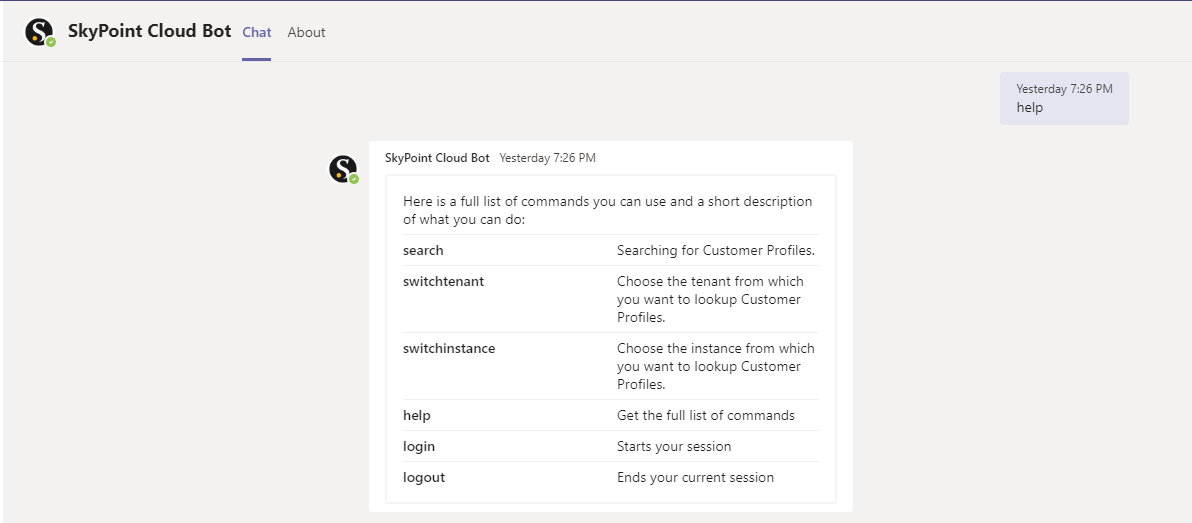 SkyPoint Cloud Bot Chat About
Yesterday 7:26 PM
help
SkyPoint Cloud Bot Yesterday 7:26 PM
Here is a full list of commands you can use and a short description
of what you can do:
search Searching for Customer Profiles.
switchtenant Choose the tenant from which
you want to lookup Customer
Profiles.
switchinstance Choose the instance from which
you want to lookup Customer
Profiles.
help Get the full list of commands
login Starts your session
logout Ends your current session